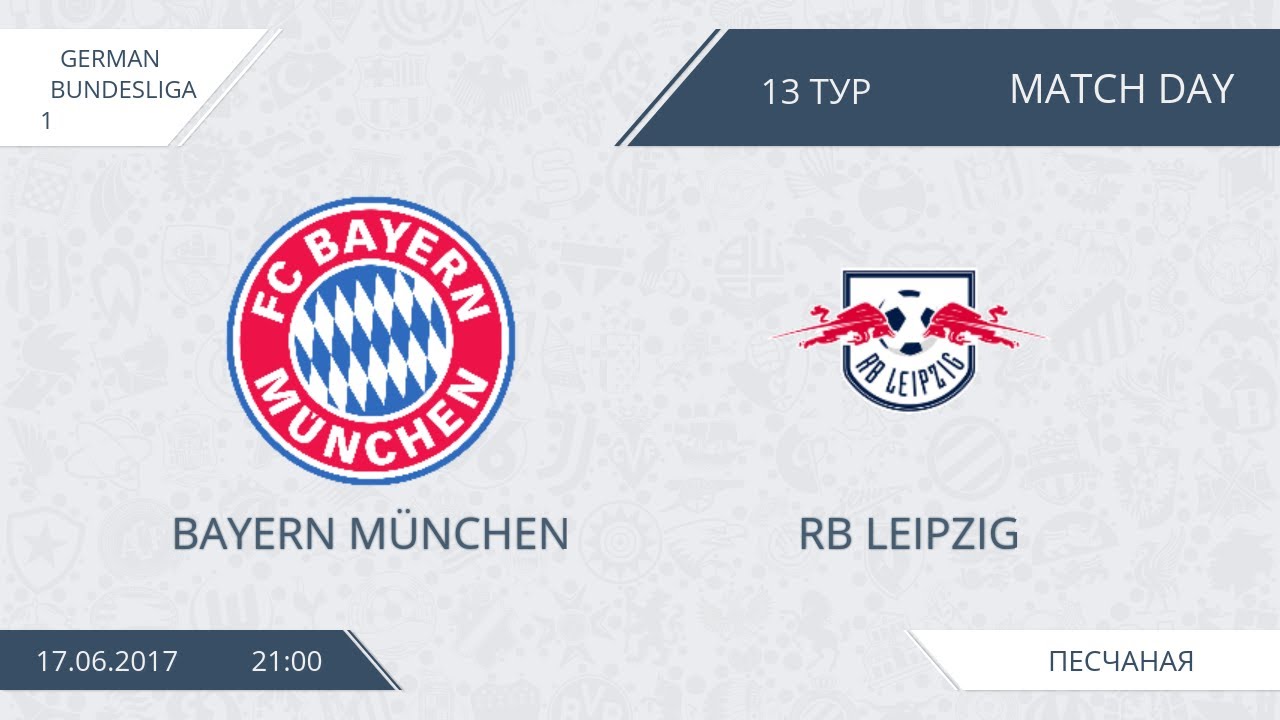 GERMAN
BUNDESLIGA
1
13 ТУР
MATCH DAY
FC BAYERN
MÜNCHEN
RB LEIPZIG
BAYERN MÜNCHEN
RB LEIPZIG
17.06.2017
21:00
ПЕСЧАНАЯ